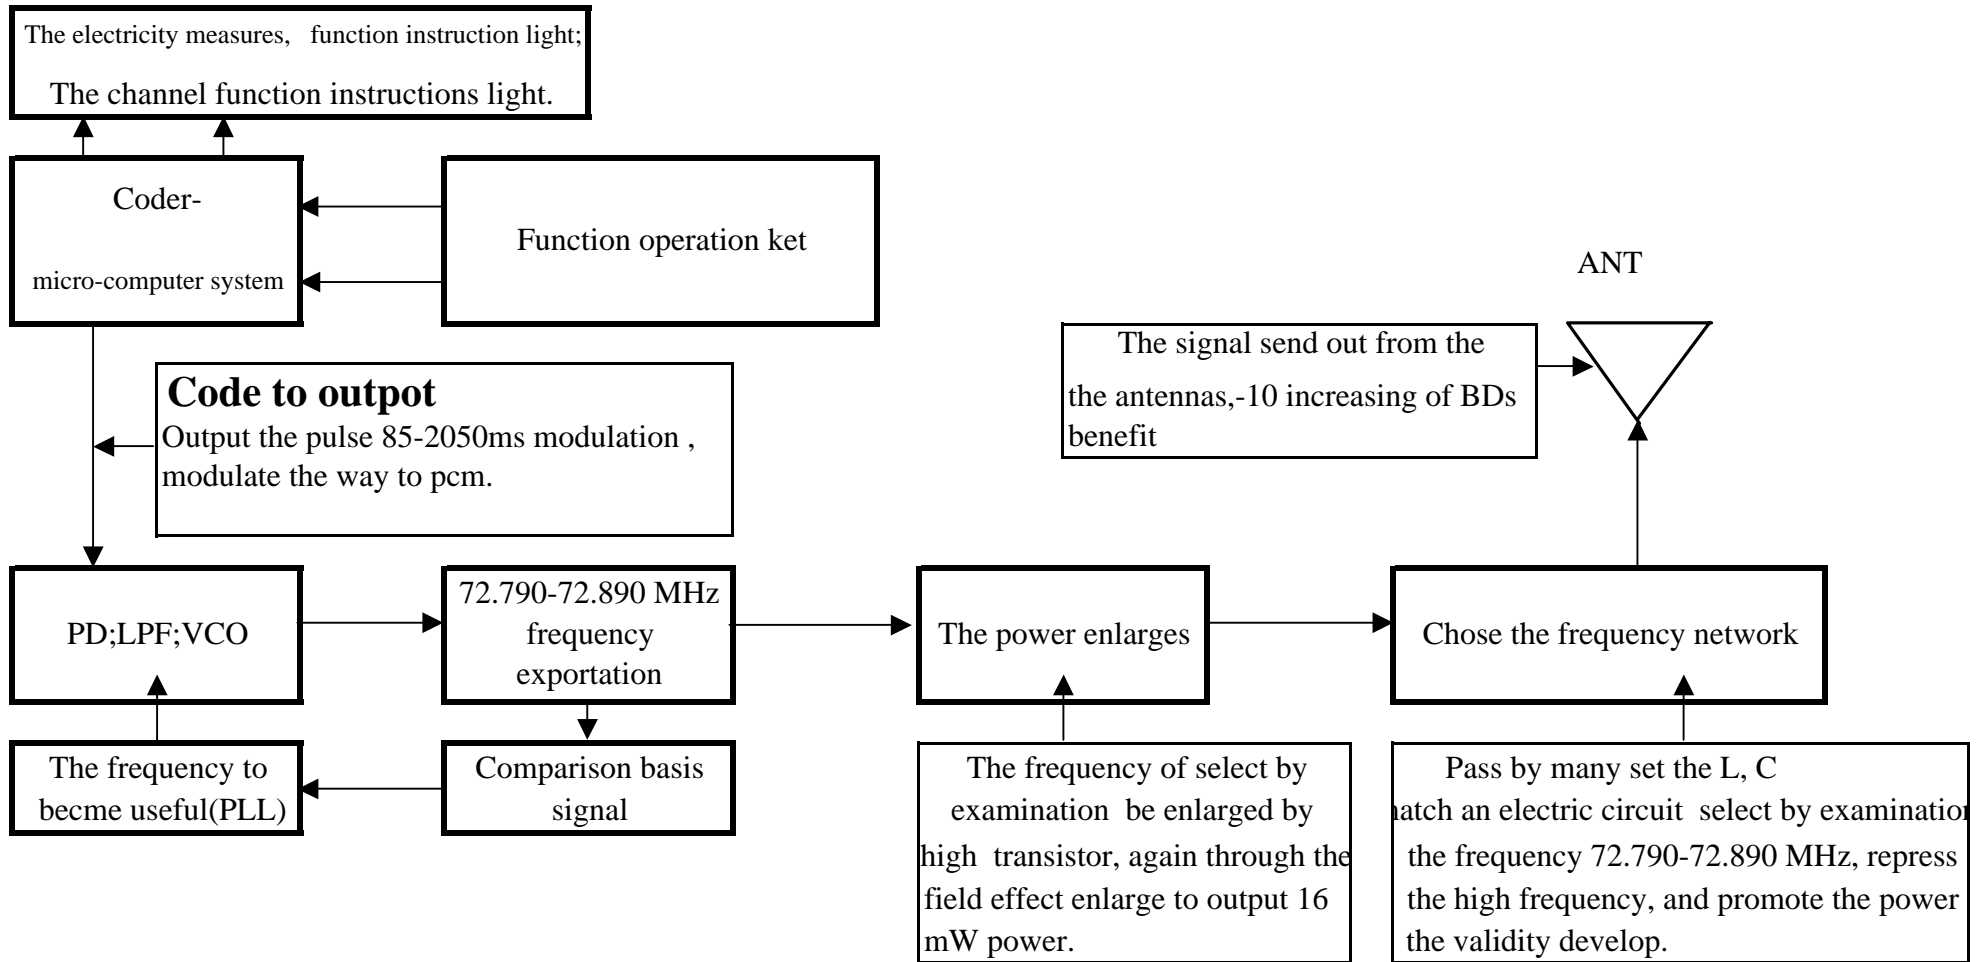 The electricity measures, function instruction light;
The channel function instructions light.
Coder-
micro-computer system
Function operation ket
ANT
The signal send out from the
the antennas,-10 increasing of BDs
benefit
Code to outpot
Output the pulse 85-2050ms modulation ,
modulate the way to pcm.
PD;LPF;VCO
72.790-72.890 MHz
frequency
exportation
The power enlarges
Chose the frequency network
The frequency to
becme useful(PLL)
Comparison basis
signal
The frequency of select by
examination be enlarged by
high transistor, again through the
field effect enlarge to output 16
mW power.
Pass by many set the L, C
an electric circuit select by
the frequency 72.790-72.890 MHz, repress
the high frequency, and promote the power
the validity develop.